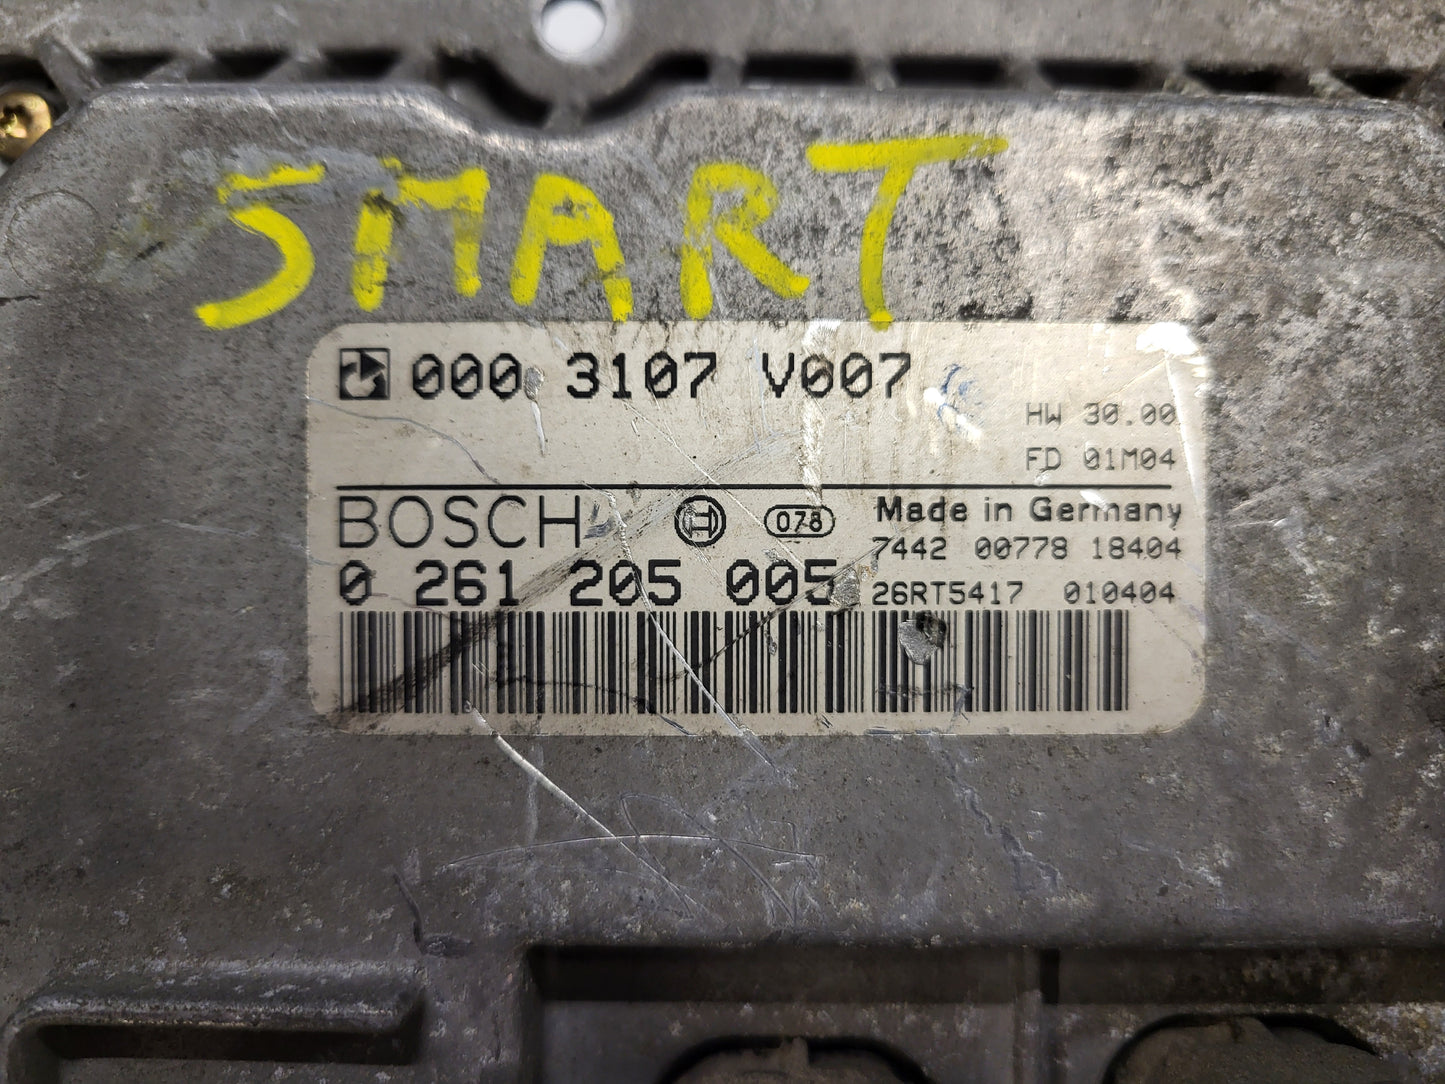 SMART
000 3107 V007
HW 30.00
FD 01M04
BOSCH 078 Made in Germany
7442 00778 18404
0 261 205 005 26RT5417 010404